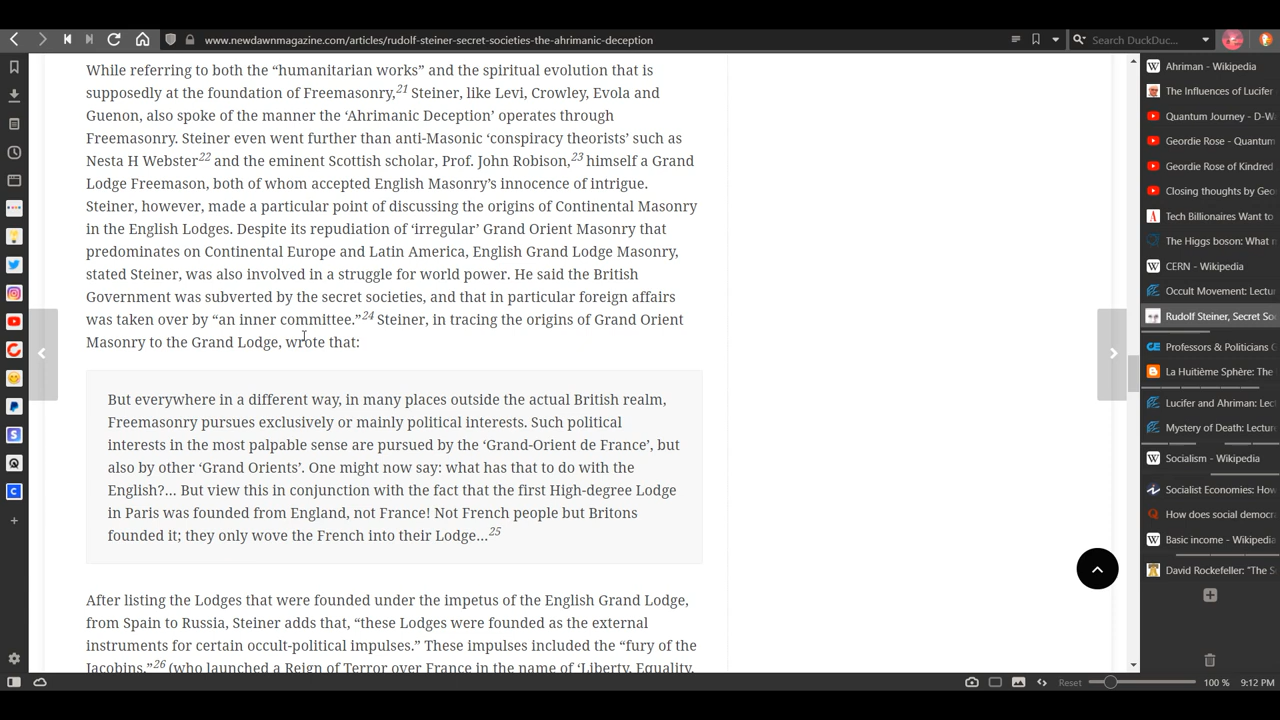 www.newdawnmagazine.com/articles/rudolf-steiner-secret-societies-the-ahrimanic-deception
Search DuckDuc...
While referring to both the “humanitarian works” and the spiritual evolution that is
supposedly at the foundation of Freemasonry,21 Steiner, like Levi, Crowley, Evola and
Guenon, also spoke of the manner the ‘Ahrimanic Deception’ operates through
Freemasonry. Steiner even went further than anti-Masonic ‘conspiracy theorists’ such as
Nesta H Webster22 and the eminent Scottish scholar, Prof. John Robison,23 himself a Grand
Lodge Freemason, both of whom accepted English Masonry’s innocence of intrigue.
Steiner, however, made a particular point of discussing the origins of Continental Masonry
in the English Lodges. Despite its repudiation of ‘irregular’ Grand Orient Masonry that
predominates on Continental Europe and Latin America, English Grand Lodge Masonry,
stated Steiner, was also involved in a struggle for world power. He said the British
Government was subverted by the secret societies, and that in particular foreign affairs
was taken over by “an inner committee.”24 Steiner, in tracing the origins of Grand Orient
Masonry to the Grand Lodge, wrote that:
But everywhere in a different way, in many places outside the actual British realm,
Freemasonry pursues exclusively or mainly political interests. Such political
interests in the most palpable sense are pursued by the ‘Grand-Orient de France’, but
also by other ‘Grand Orients’. One might now say: what has that to do with the
English?... But view this in conjunction with the fact that the first High-degree Lodge
in Paris was founded from England, not France! Not French people but Britons
founded it; they only wove the French into their Lodge...25
After listing the Lodges that were founded under the impetus of the English Grand Lodge,
from Spain to Russia, Steiner adds that, “these Lodges were founded as the external
instruments for certain occult-political impulses.” These impulses included the “fury of the
Jacobins,”26 (who launched a Reign of Terror over France in the name of ‘Liberty, Equality,
Ahriman - Wikipedia
The Influences of Lucifer
Quantum Journey - D-W
Geordie Rose - Quantum
Geordie Rose of Kindred
Closing thoughts by Geor
Tech Billionaires Want to
The Higgs boson: What m
CERN - Wikipedia
Occult Movement: Lectur
Rudolf Steiner, Secret So
Professors & Politicians G
La Huitième Sphère: The
Lucifer and Ahriman: Lect
Mystery of Death: Lecture
Socialism - Wikipedia
Socialist Economies: How
How does social democr
Basic income - Wikipedia
David Rockefeller: "The S
Reset
100 %
9:12 PM